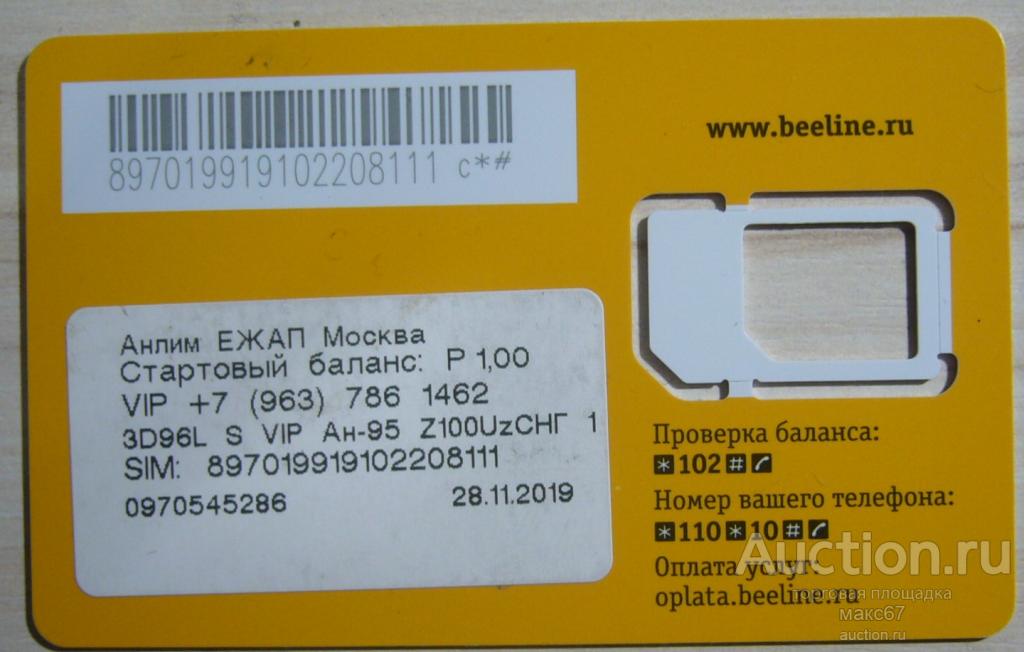 897019919102208111 c*#
www.beeline.ru
Анлим ЕЖАП Москва
Стартовый баланс: Р 1,00
VIP +7 (963) 786 1462
3D96L S VIP Ан-95 Z100UzСНГ 1
SIM: 897019919102208111
0970545286 28.11.2019
Проверка баланса:
*102#
Номер вашего телефона:
*110*10#
Оплата услуг:
oplata.beeline.ru
Auction.ru
торговая площадка
макс67
auction.ru